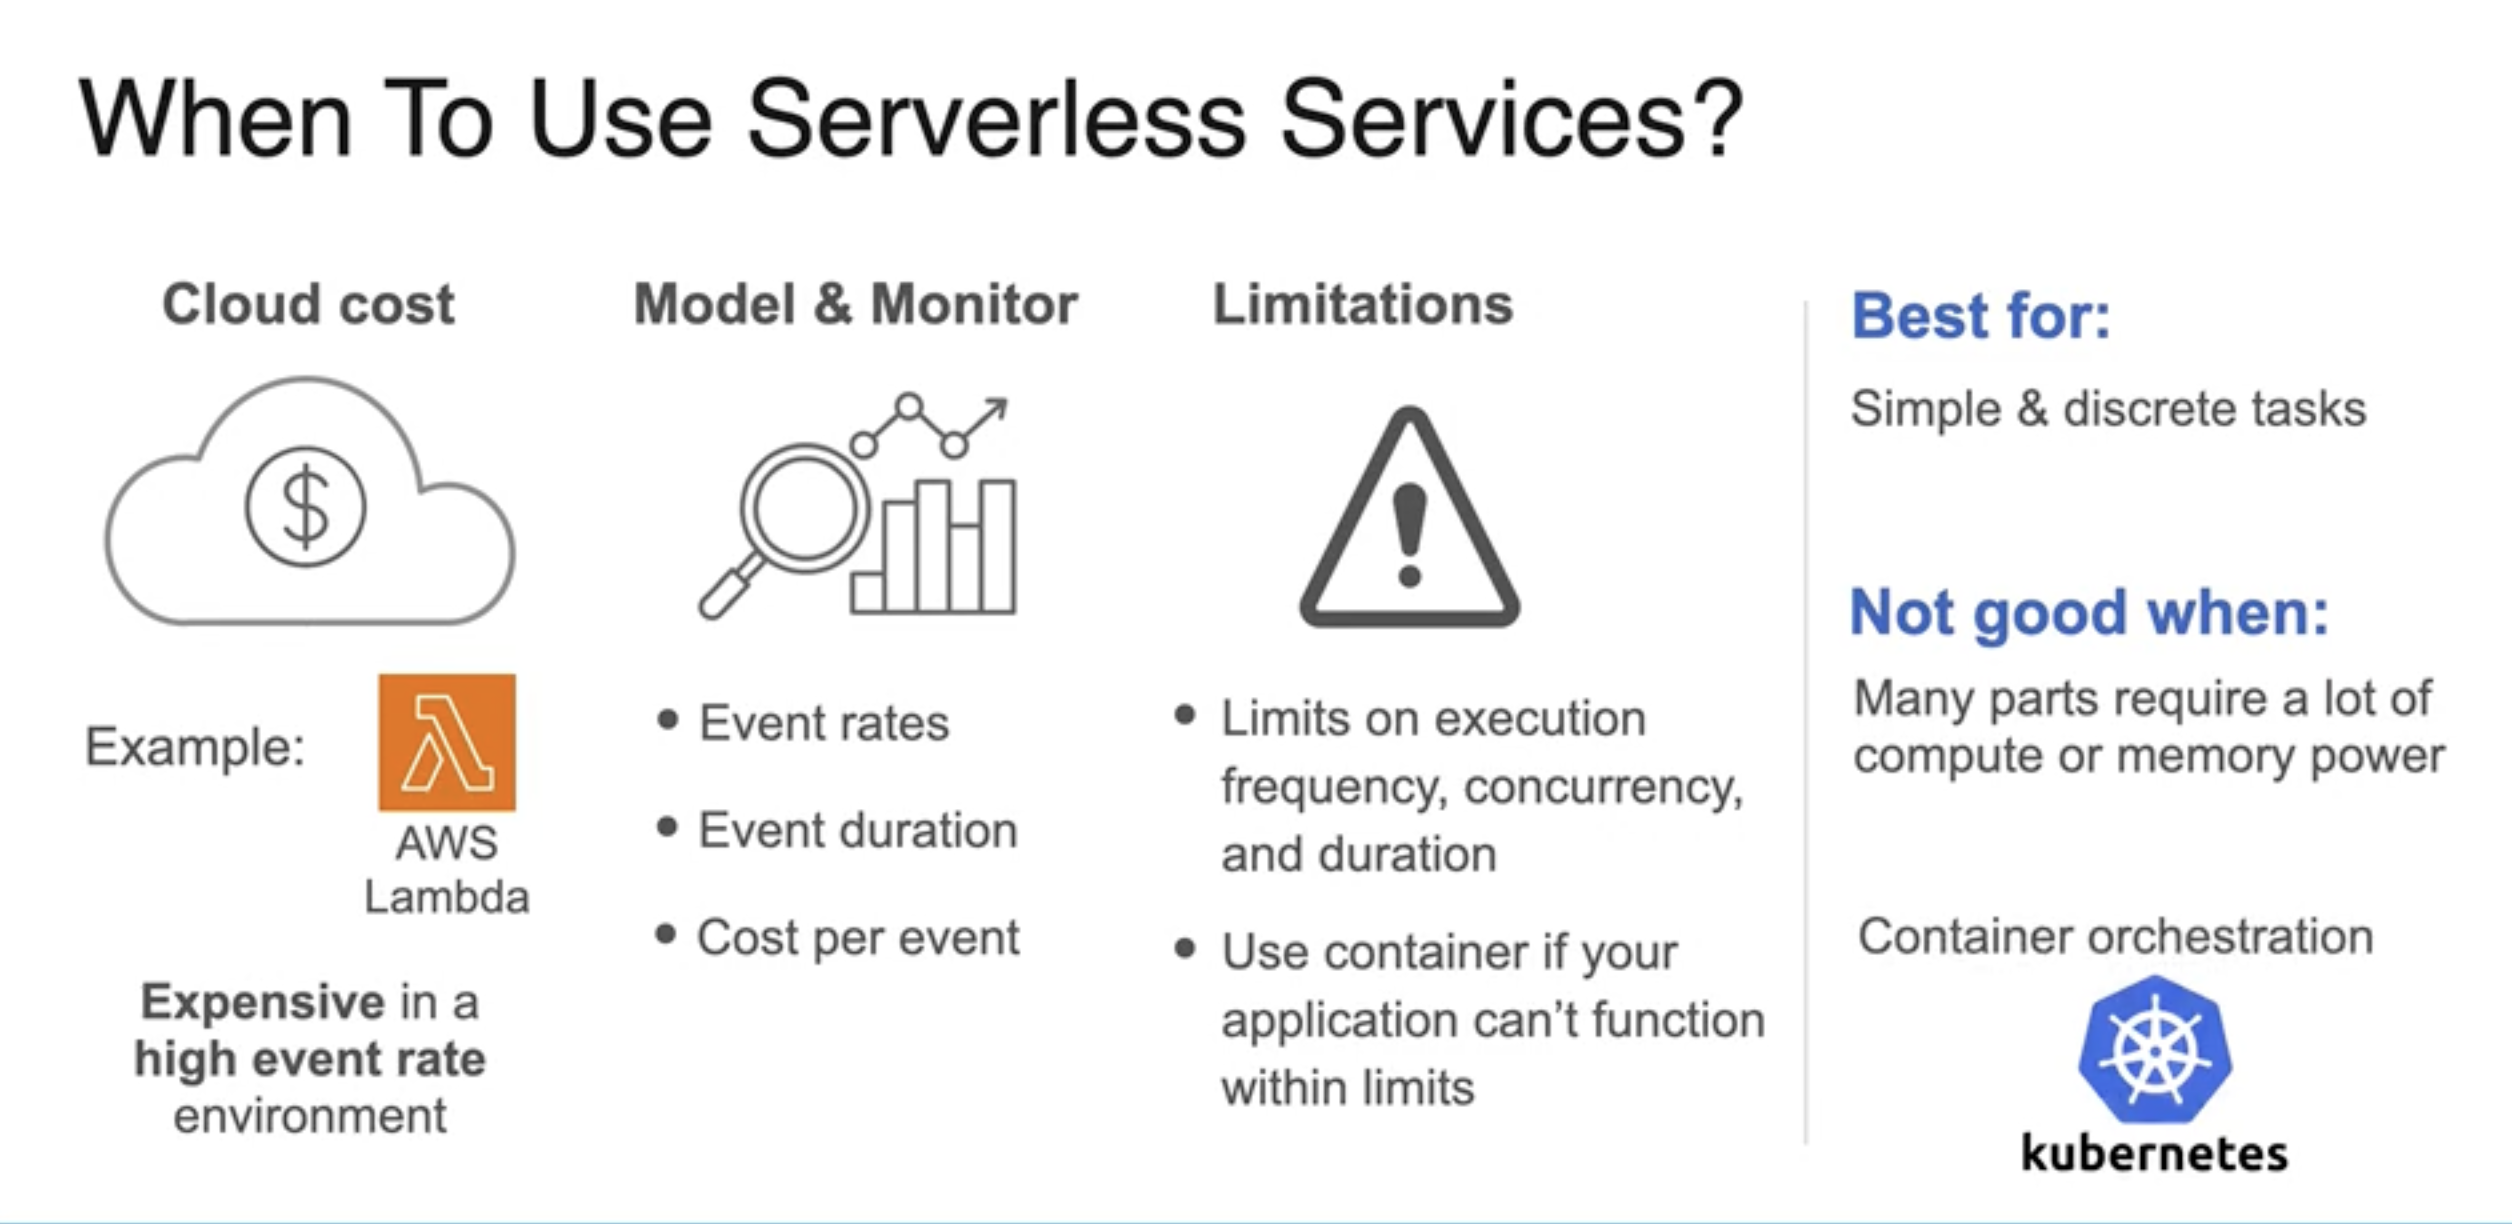 When To Use Serverless Services?
Cloud cost
$
Example:
AWS
Lambda
Expensive in a
high event rate
environment
Model & Monitor
• Event rates
• Event duration
• Cost per event
Limitations
!
• Limits on execution
frequency, concurrency,
and duration
• Use container if your
application can't function
within limits
Best for:
Simple & discrete tasks
Not good when:
Many parts require a lot of
compute or memory power
Container orchestration
kubernetes